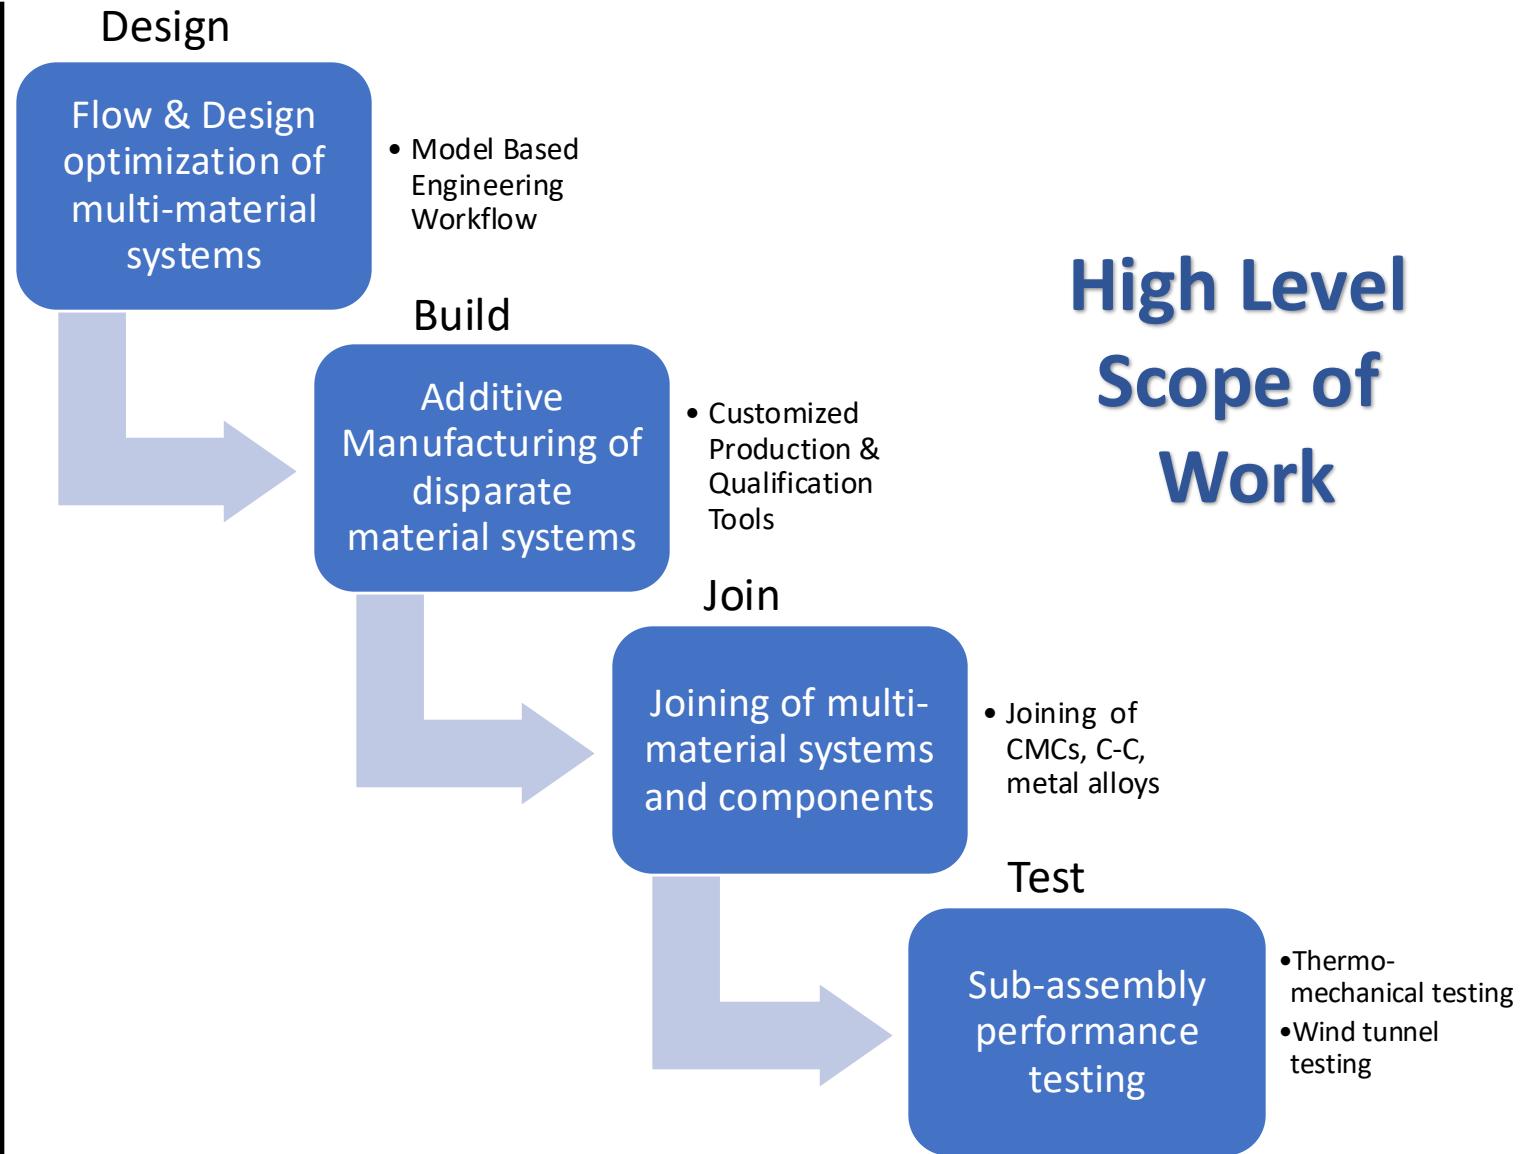 Design
Flow & Design
optimization of
multi-material
systems
• Model Based
Engineering
Workflow
High Level
Scope of
Work
Build
Additive
Manufacturing of
disparate
material systems
• Customized
Production &
Qualification
Tools
Join
Joining of multi-
material systems
and components
• Joining of
CMCs, C-C,
metal alloys
Test
Sub-assembly
performance
testing
•Thermo-
mechanical testing
•Wind tunnel
testing